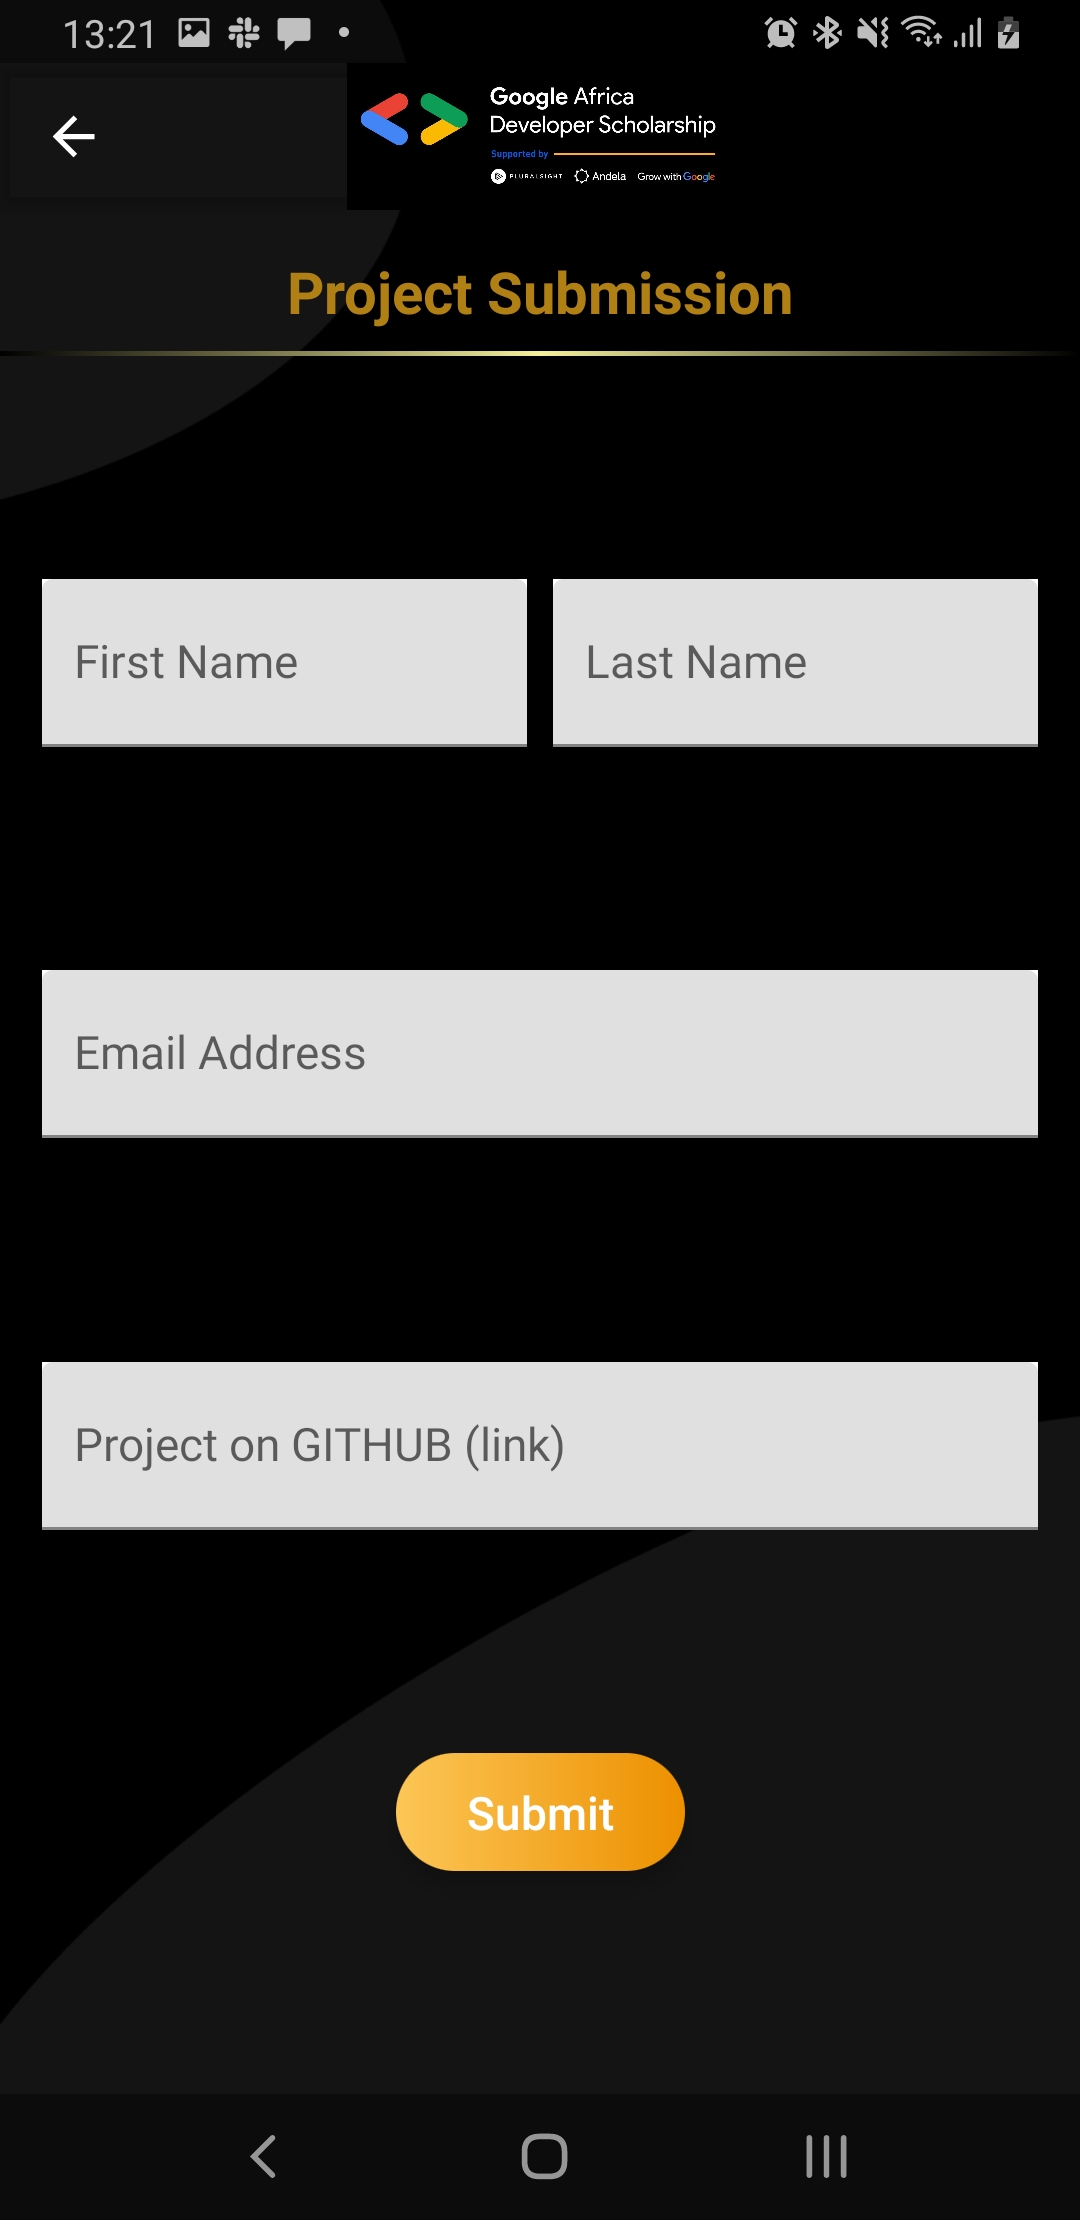 13:21
Google Africa
Developer Scholarship
Supported by
PLURALSIGHT Andela Grow with Google
Project Submission
First Name Last Name
Email Address
Project on GITHUB (link)
Submit